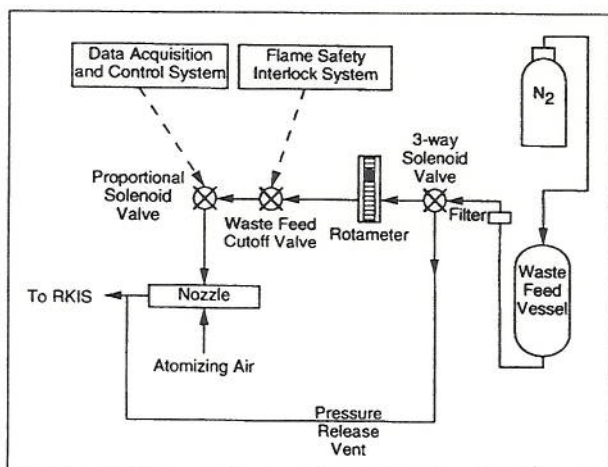 Data Acquisition
and Control System
Flame Safety
Interlock System
N2
3-way
Solenoid
Valve
Proportional
Solenoid
Valve
Filter
Waste Feed
Cutoff Valve
Rotameter
Waste
Feed
Vessel
To RKIS
Nozzle
Atomizing Air
Pressure
Release
Vent